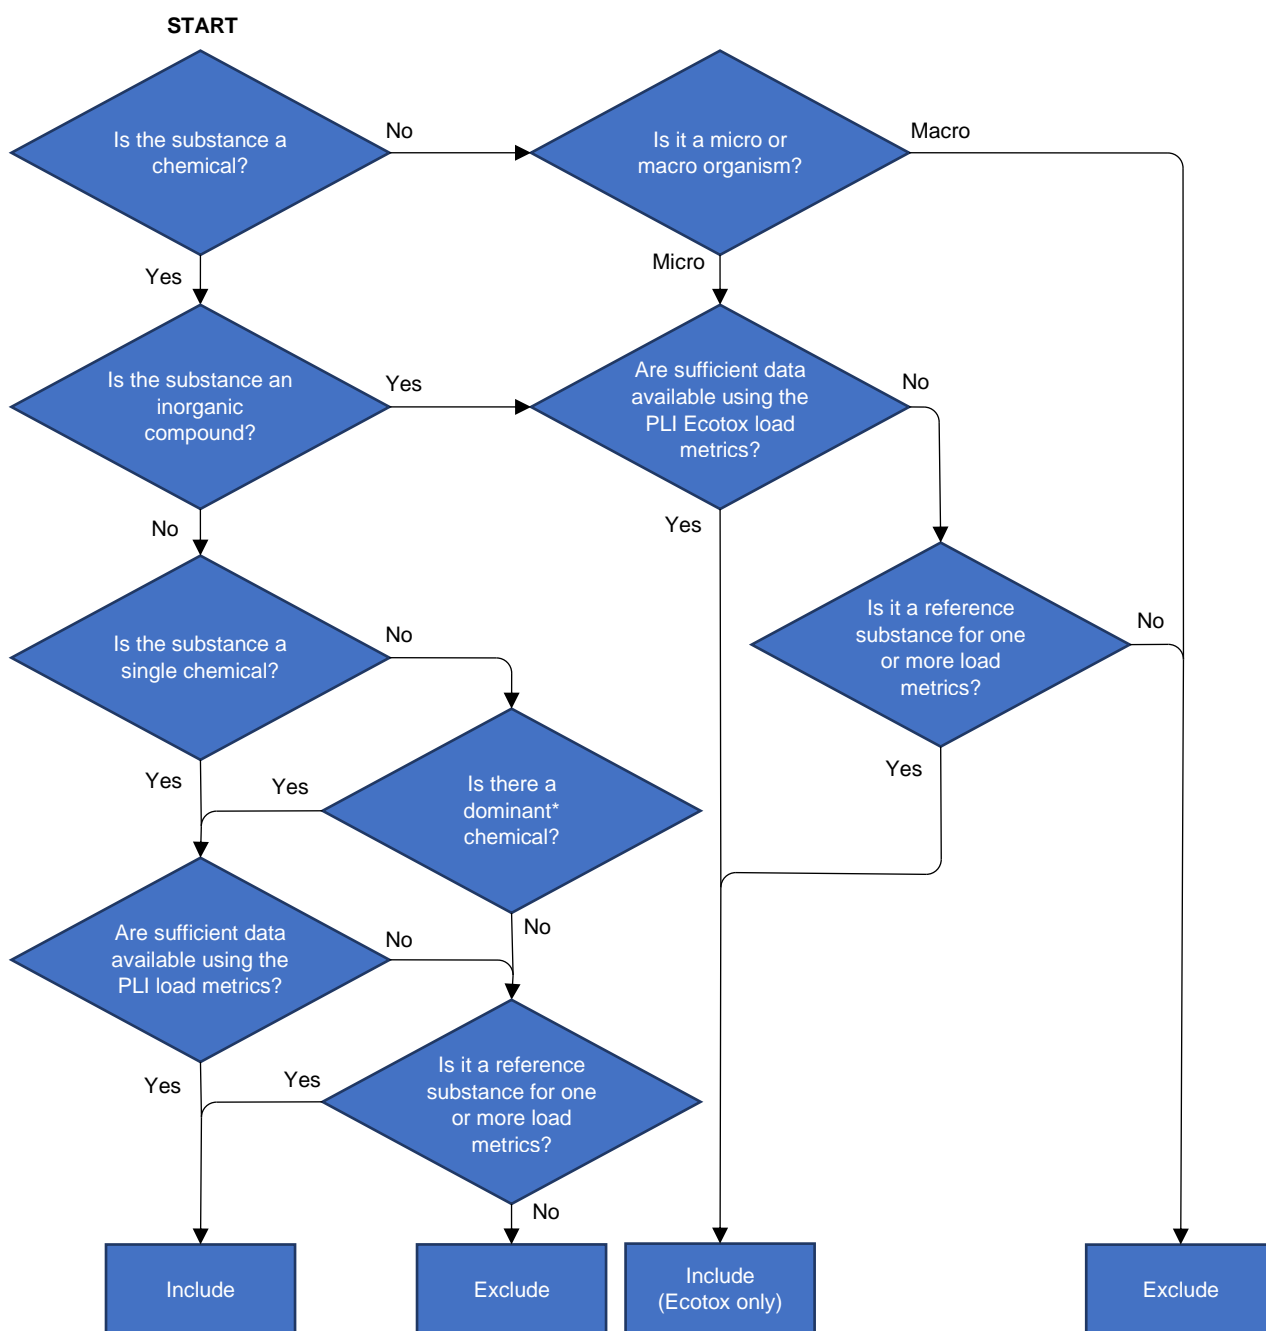 START
Is the substance a
chemical?
No
Is it a micro or
macro organism?
Macro
Yes
Micro
Is the substance an
inorganic
compound?
Yes
Are sufficient data
available using the
PLI Ecotox load
metrics?
No
No
Yes
Is the substance a
single chemical?
No
Is it a reference
substance for one
or more load
metrics?
No
Yes
Yes
Is there a
dominant*
chemical?
Yes
No
Are sufficient data
available using the
PLI load metrics?
No
Is it a reference
substance for one
or more load
metrics?
Yes
Yes
No
Include
Exclude
Include
(Ecotox only)
Exclude